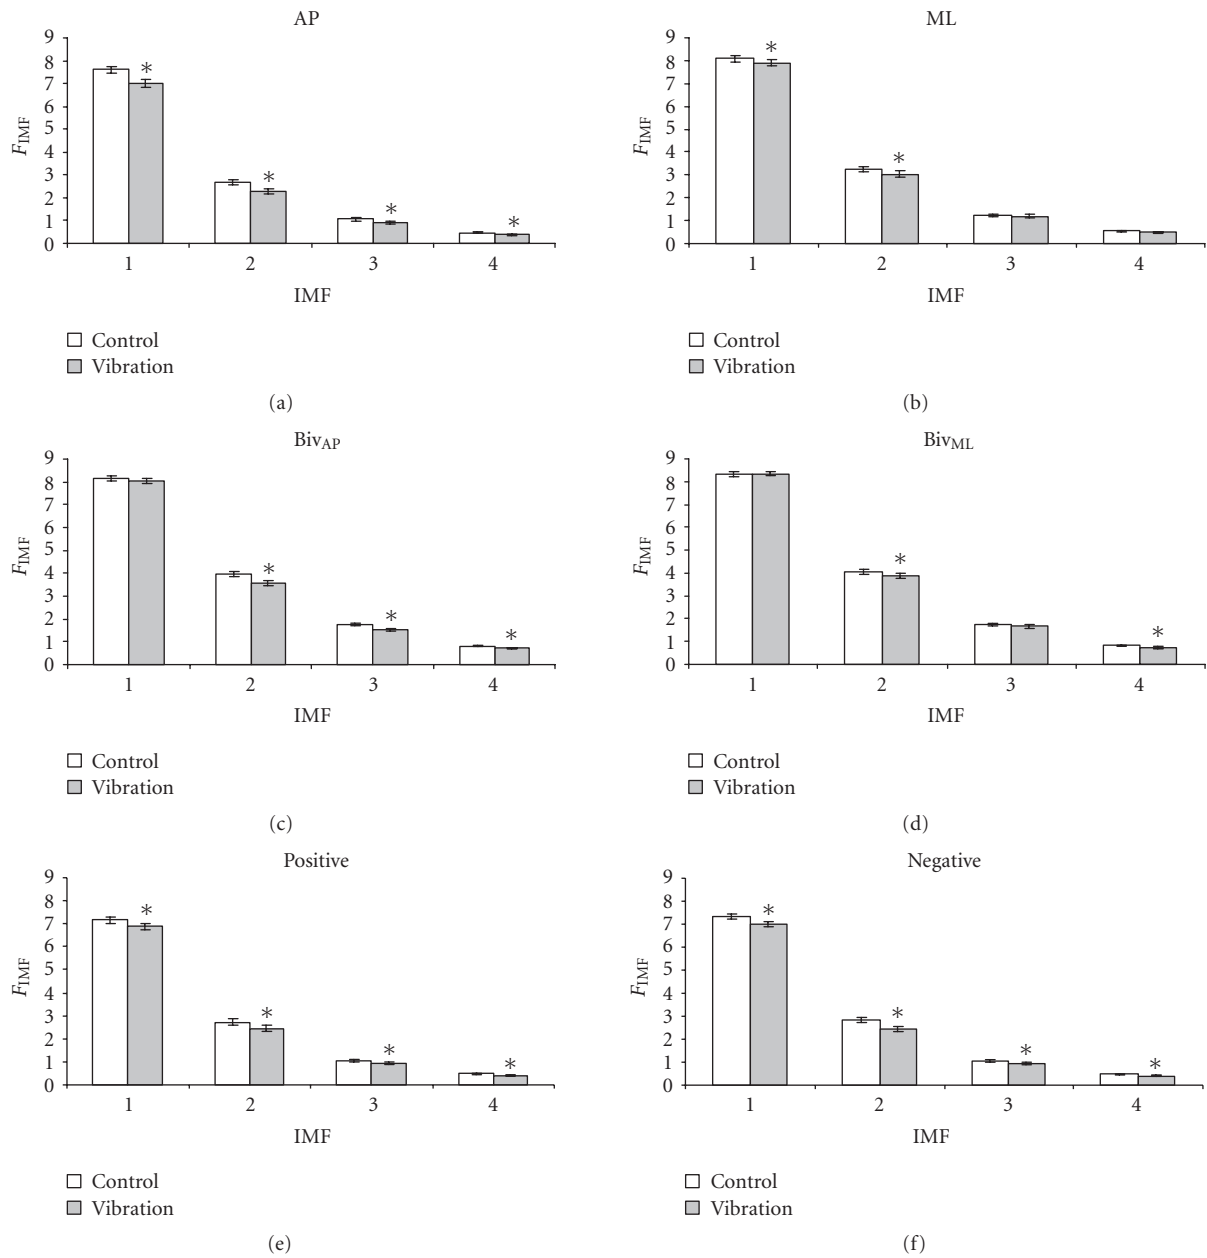 AP
9
8
7
6
5
4
3
2
1
0
F_IMF
* * * *
1 2 3 4
IMF
Control
Vibration
(a)
ML
9
8
7
6
5
4
3
2
1
0
F_IMF
* *
1 2 3 4
IMF
Control
Vibration
(b)
Biv_AP
9
8
7
6
5
4
3
2
1
0
F_IMF
* * *
1 2 3 4
IMF
Control
Vibration
(c)
Biv_ML
9
8
7
6
5
4
3
2
1
0
F_IMF
* *
1 2 3 4
IMF
Control
Vibration
(d)
Positive
9
8
7
6
5
4
3
2
1
0
F_IMF
* * * *
1 2 3 4
IMF
Control
Vibration
(e)
Negative
9
8
7
6
5
4
3
2
1
0
F_IMF
* * * *
1 2 3 4
IMF
Control
Vibration
(f)